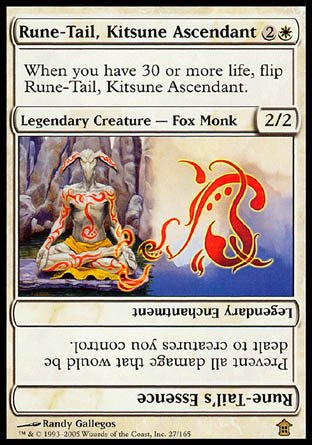 Rune-Tail, Kitsune Ascendant 2
When you have 30 or more life, flip
Rune-Tail, Kitsune Ascendant.
Legendary Creature — Fox Monk 2/2
Legendary Enchantment
Prevent all damage that would be
dealt to creatures you control.
Rune-Tail's Essence
Randy Gallegos
™ & © 1993–2005 Wizards of the Coast, Inc. 27/165